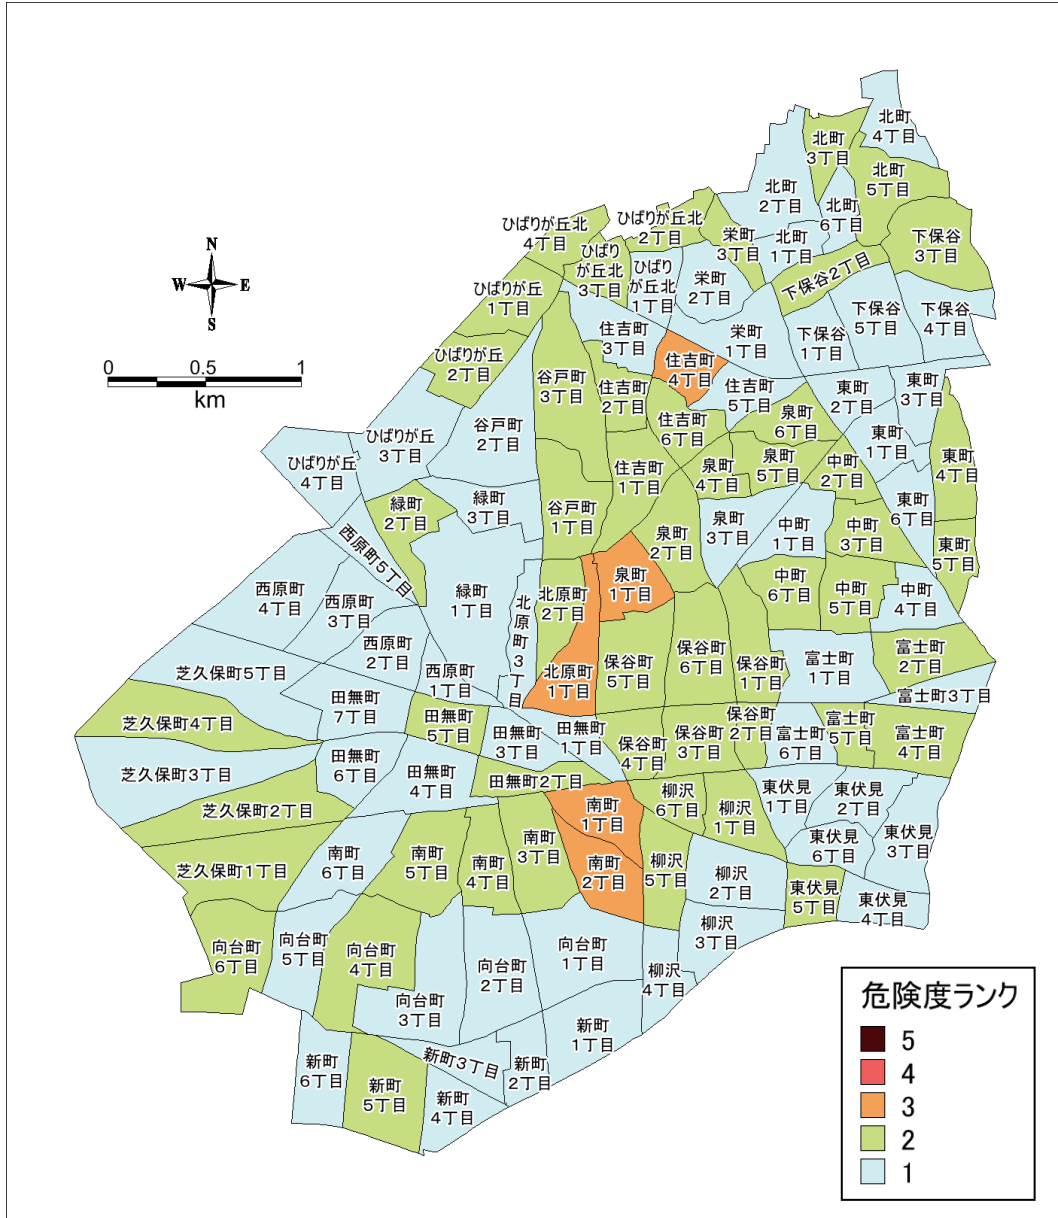 北町
4丁目
北町
3丁目
北町
5丁目
北町
2丁目
北町
6丁目
ひばりが丘北
4丁目
ひばりが丘北
2丁目
栄町
3丁目
北町
1丁目
下保谷
3丁目
N
W
E
S
ひばり
が丘北
3丁目
ひばり
が丘北
1丁目
栄町
2丁目
下保谷2丁目
ひばりが丘
1丁目
下保谷
5丁目
下保谷
4丁目
住吉町
3丁目
栄町
1丁目
下保谷
1丁目
0
0.5
1
km
ひばりが丘
2丁目
谷戸町
3丁目
住吉町
4丁目
住吉町
2丁目
住吉町
5丁目
東町
2丁目
東町
3丁目
谷戸町
2丁目
住吉町
6丁目
泉町
6丁目
東町
1丁目
ひばりが丘
3丁目
ひばりが丘
4丁目
住吉町
1丁目
泉町
4丁目
泉町
5丁目
中町
2丁目
東町
4丁目
緑町
3丁目
緑町
2丁目
谷戸町
1丁目
泉町
3丁目
中町
1丁目
東町
6丁目
泉町
2丁目
中町
3丁目
西原町5丁目
東町
5丁目
西原町
4丁目
西原町
3丁目
緑町
1丁目
北原町3丁目
北原町
2丁目
泉町
1丁目
中町
6丁目
中町
5丁目
中町
4丁目
西原町
2丁目
芝久保町5丁目
西原町
1丁目
北原町
1丁目
保谷町
5丁目
保谷町
6丁目
保谷町
1丁目
富士町
1丁目
富士町
2丁目
富士町3丁目
田無町
7丁目
芝久保町4丁目
田無町
5丁目
田無町
3丁目
田無町
1丁目
保谷町
4丁目
保谷町
3丁目
保谷町
2丁目
富士町
6丁目
富士町
5丁目
富士町
4丁目
芝久保町3丁目
田無町
6丁目
田無町
4丁目
田無町2丁目
芝久保町2丁目
南町
1丁目
柳沢
6丁目
柳沢
1丁目
東伏見
1丁目
東伏見
2丁目
東伏見
6丁目
東伏見
3丁目
芝久保町1丁目
南町
6丁目
南町
5丁目
南町
4丁目
南町
3丁目
南町
2丁目
柳沢
5丁目
柳沢
2丁目
東伏見
5丁目
東伏見
4丁目
向台町
6丁目
向台町
5丁目
向台町
4丁目
向台町
3丁目
向台町
2丁目
向台町
1丁目
柳沢
3丁目
柳沢
4丁目
新町
1丁目
新町
6丁目
新町
5丁目
新町3丁目
新町
2丁目
新町
4丁目
危険度ランク
5
4
3
2
1